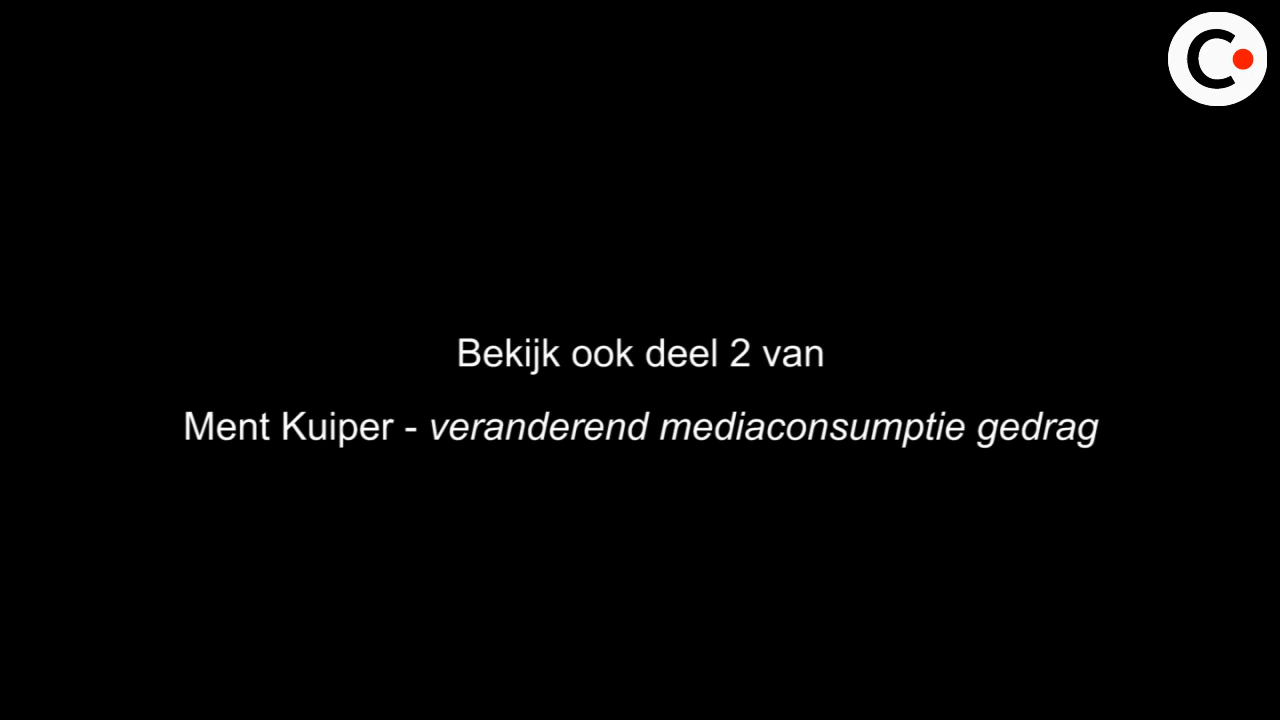 Bekijk ook deel 2 van
Ment Kuiper - veranderend mediaconsumptie gedrag